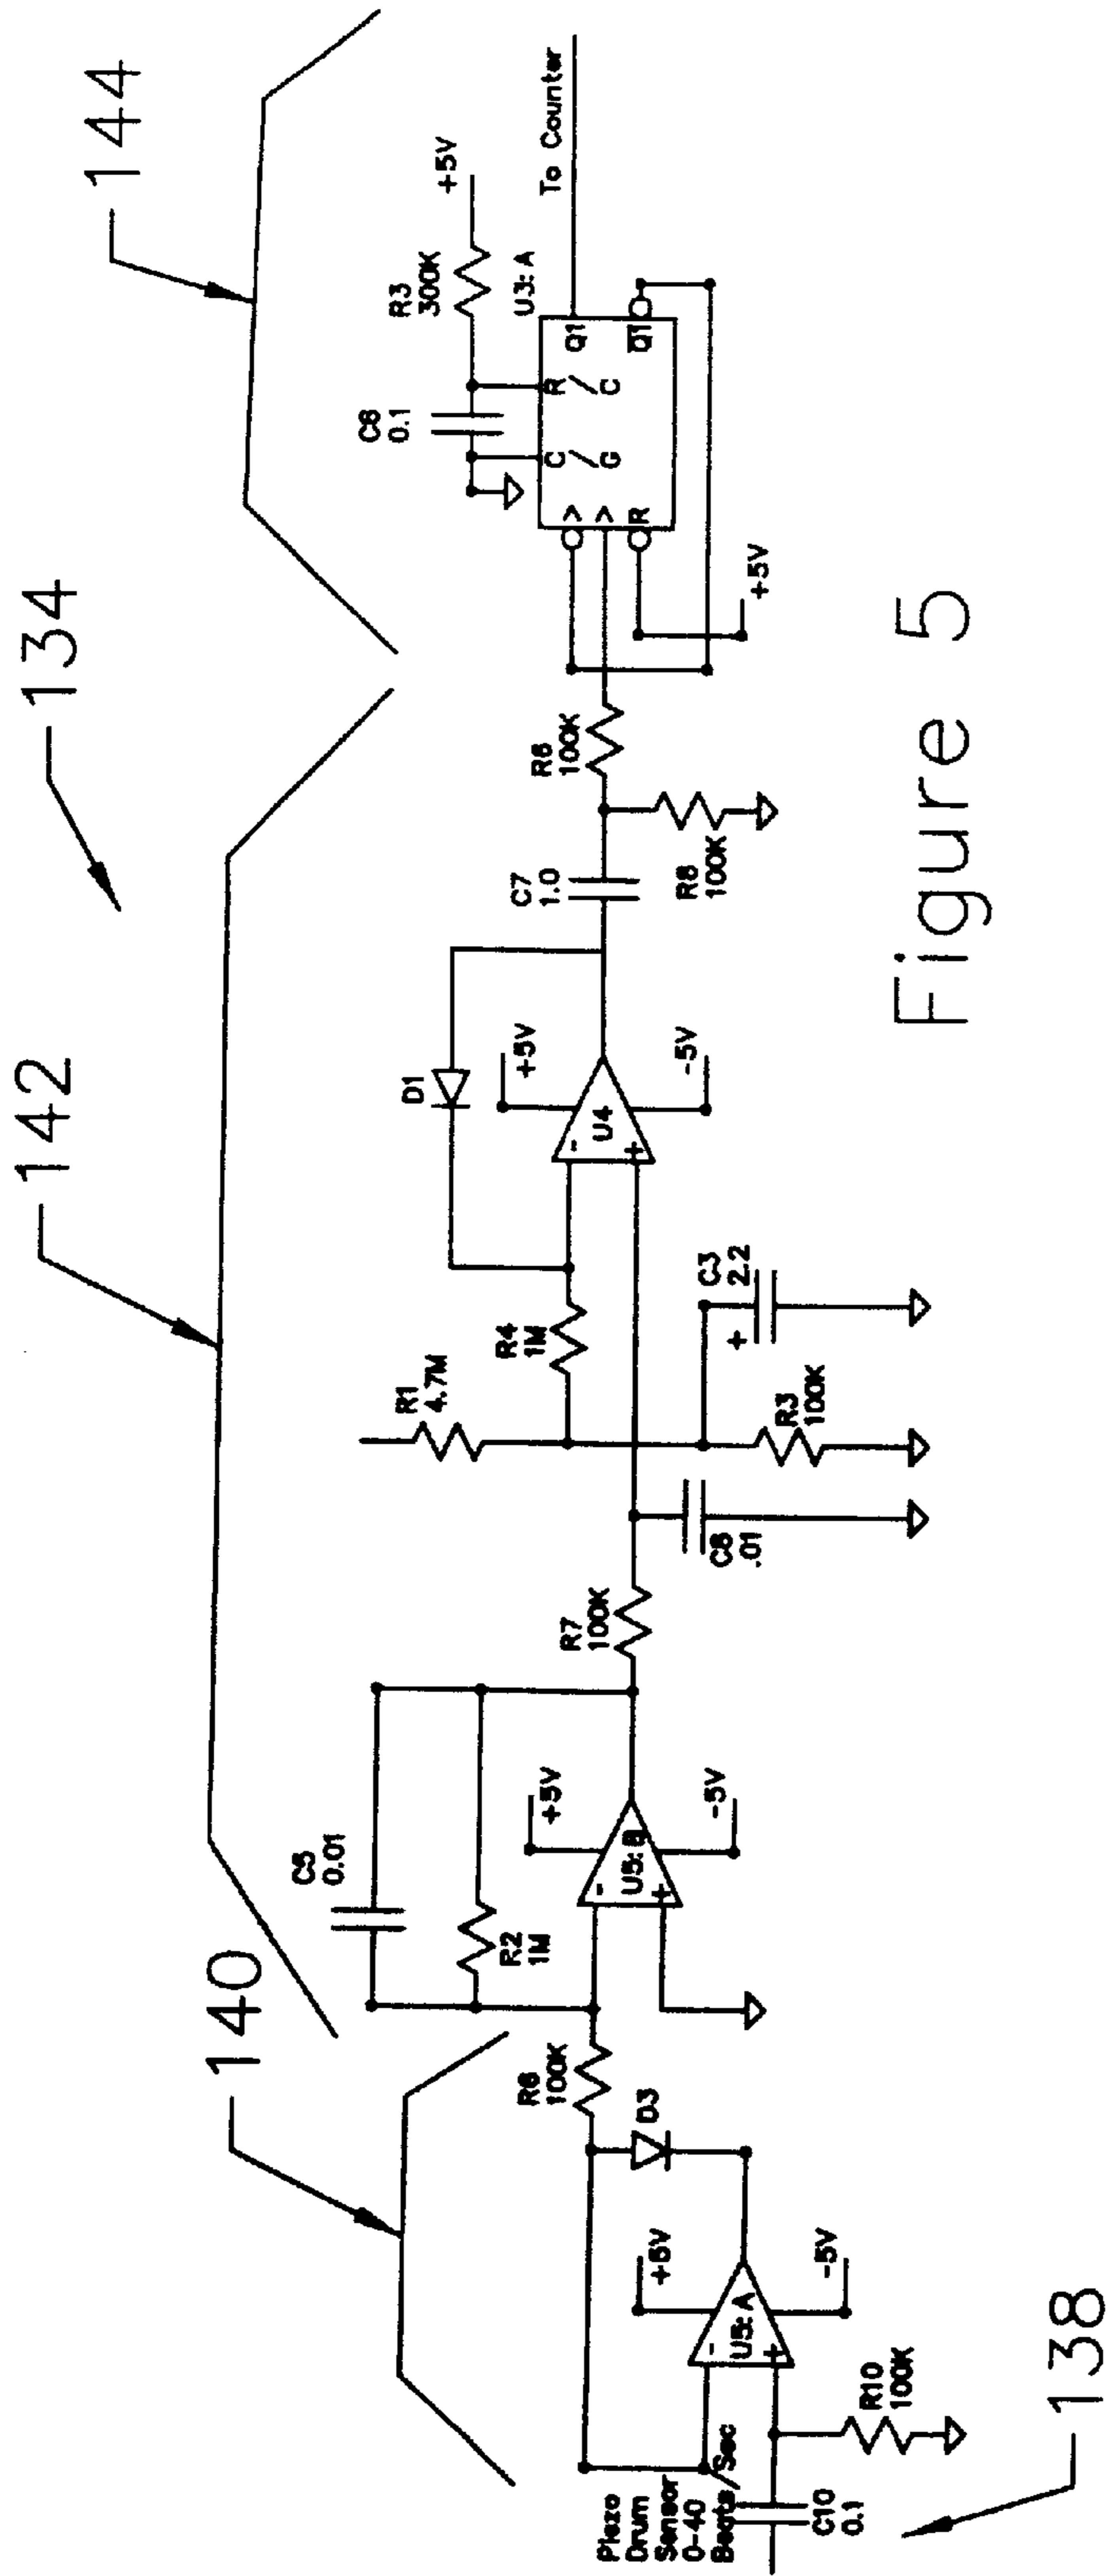 134
142
144
140
138
Piezo
Drum
Sensor
0-40
Beats/Sec
C10
0.1
R10
100K
U5:A
-
+
+5V
-5V
D3
R6
100K
C5
0.01
R2
1M
U5:B
-
+
+5V
-5V
R7
100K
C6
.01
R1
4.7M
R4
1M
R3
100K
C3
2.2
+
D1
U4
-
+
+5V
-5V
C7
1.0
R8
100K
R6
100K
C8
0.1
R3
300K
+5V
U3:A
C/G
R/C
>
>
R
Q1
Q1
+5V
To Counter
Figure 5